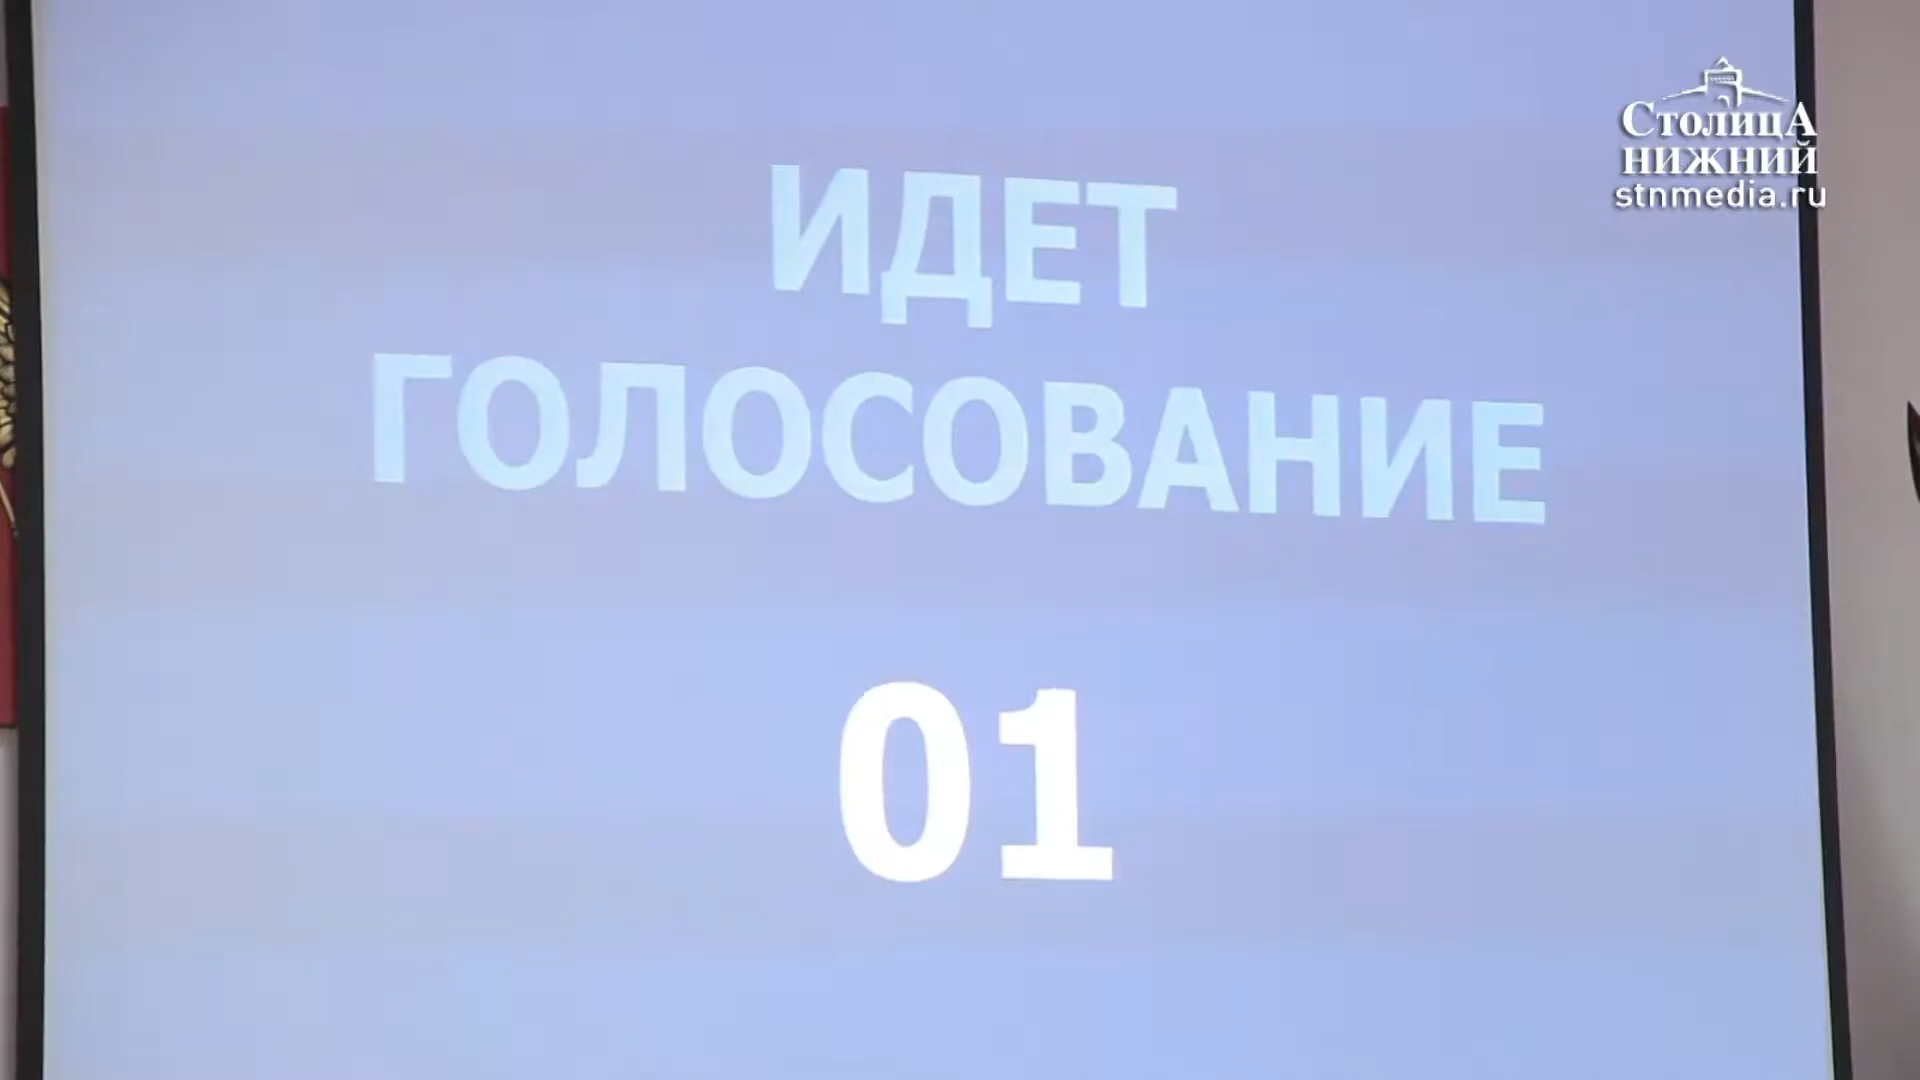 СтолицА
НИЖНИЙ
stnmedia.ru
ИДЕТ
ГОЛОСОВАНИЕ
01